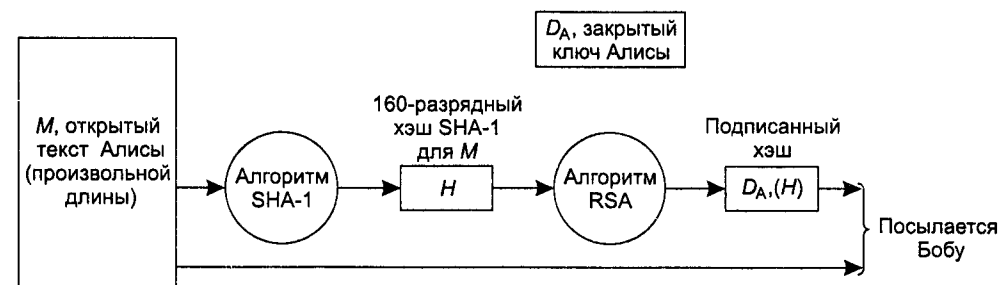 D_A, закрытый
ключ Алисы
M, открытый
текст Алисы
(произвольной
длины)
Алгоритм
SHA-1
160-разрядный
хэш SHA-1
для M
H
Алгоритм
RSA
Подписанный
хэш
D_A,(H)
Посылается
Бобу